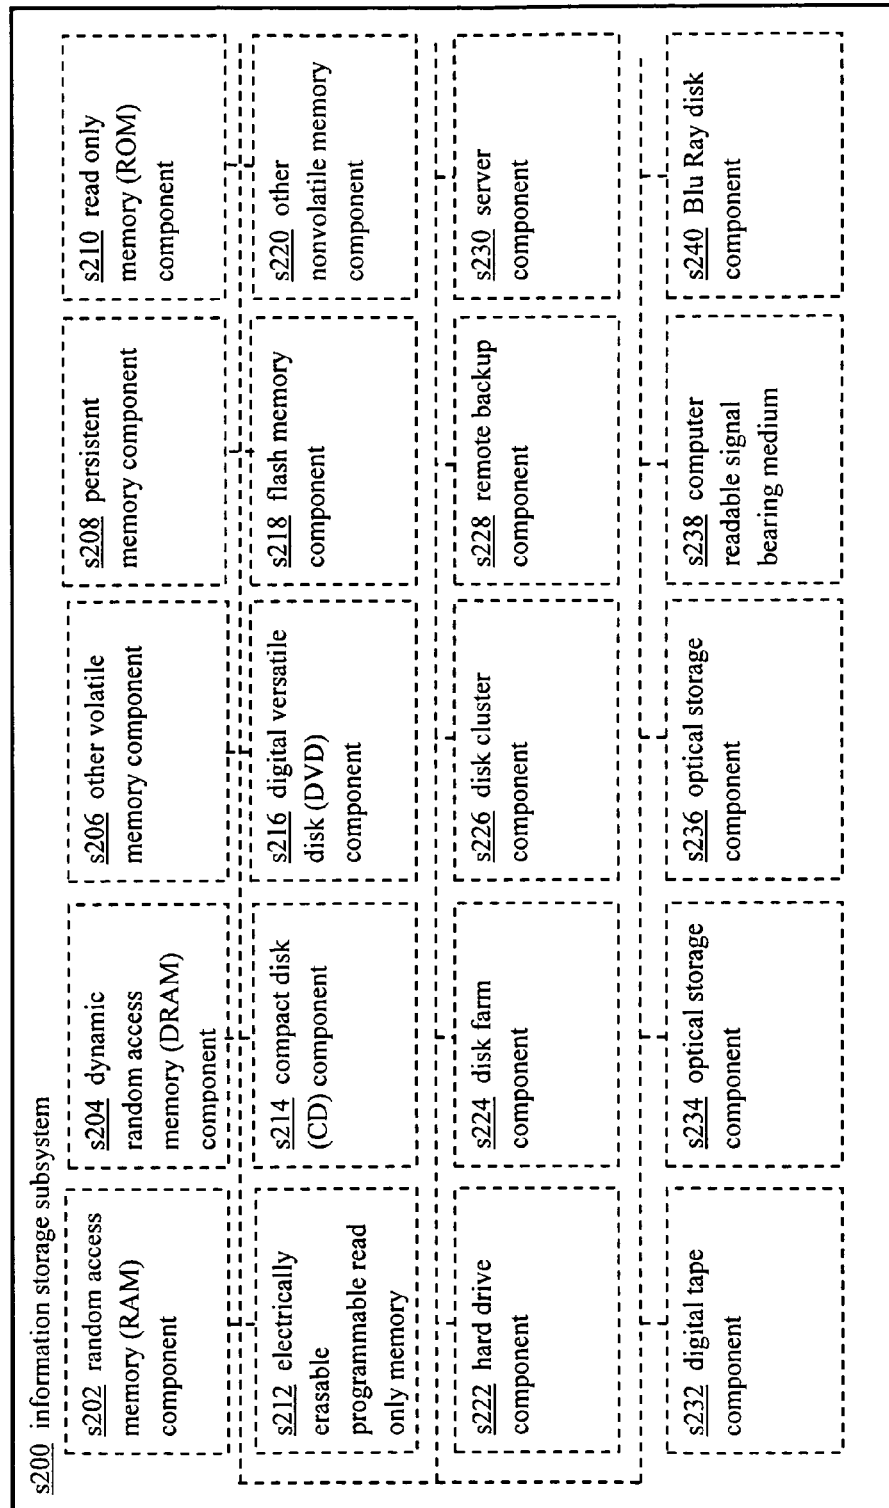 s200 information storage subsystem
s202 random access
memory (RAM)
component
s204 dynamic
random access
memory (DRAM)
component
s206 other volatile
memory component
s208 persistent
memory component
s210 read only
memory (ROM)
component
s212 electrically
erasable
programmable read
only memory
s214 compact disk
(CD) component
s216 digital versatile
disk (DVD)
component
s218 flash memory
component
s220 other
nonvolatile memory
component
s222 hard drive
component
s224 disk farm
component
s226 disk cluster
component
s228 remote backup
component
s230 server
component
s232 digital tape
component
s234 optical storage
component
s236 optical storage
component
s238 computer
readable signal
bearing medium
s240 Blu Ray disk
component